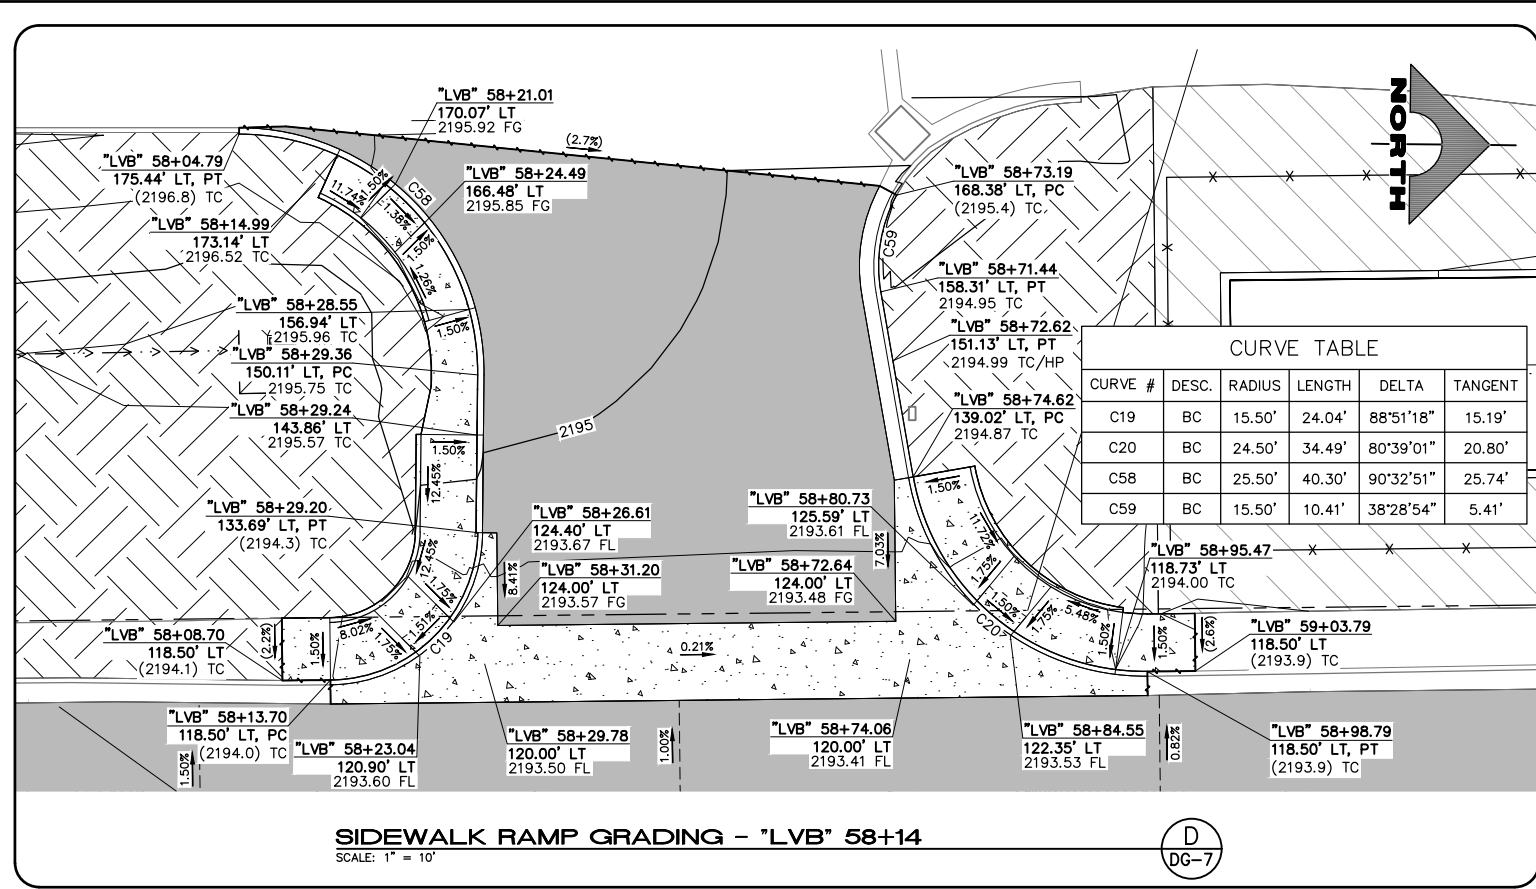 "LVB" 58+21.01
170.07' LT
2195.92 FG
(2.7%)
NORTH
"LVB" 58+04.79
175.44' LT, PT
(2196.8) TC
"LVB" 58+24.49
166.48' LT
2195.85 FG
"LVB" 58+73.19
168.38' LT, PC
(2195.4) TC
11.74%
1.50%
C58
1.38%
1.50%
1.26%
1.50%
C59
"LVB" 58+14.99
173.14' LT
2196.52 TC
"LVB" 58+71.44
158.31' LT, PT
2194.95 TC
"LVB" 58+28.55
156.94' LT
2195.96 TC
"LVB" 58+72.62
151.13' LT, PT
2194.99 TC/HP
"LVB" 58+29.36
150.11' LT, PC
2195.75 TC
"LVB" 58+74.62
139.02' LT, PC
2194.87 TC
"LVB" 58+29.24
143.86' LT
2195.57 TC
2195
CURVE TABLE
CURVE # DESC. RADIUS LENGTH DELTA TANGENT
C19 BC 15.50' 24.04' 88°51'18" 15.19'
C20 BC 24.50' 34.49' 80°39'01" 20.80'
C58 BC 25.50' 40.30' 90°32'51" 25.74'
C59 BC 15.50' 10.41' 38°28'54" 5.41'
1.50%
12.45%
1.50%
"LVB" 58+29.20
133.69' LT, PT
(2194.3) TC
"LVB" 58+26.61
124.40' LT
2193.67 FL
"LVB" 58+80.73
125.59' LT
2193.61 FL
12.45%
1.75%
8.41%
7.03%
11.72%
1.75%
"LVB" 58+31.20
124.00' LT
2193.57 FG
"LVB" 58+72.64
124.00' LT
2193.48 FG
"LVB" 58+95.47
118.73' LT
2194.00 TC
"LVB" 58+08.70
118.50' LT
(2194.1) TC
(2.2%)
1.50%
8.02%
1.75%
1.51%
C19
0.21%
1.50%
C20
1.75%
5.48%
1.50%
1.50%
(2.6%)
"LVB" 59+03.79
118.50' LT
(2193.9) TC
"LVB" 58+13.70
118.50' LT, PC
(2194.0) TC
1.50%
"LVB" 58+23.04
120.90' LT
2193.60 FL
"LVB" 58+29.78
120.00' LT
2193.50 FL
1.00%
"LVB" 58+74.06
120.00' LT
2193.41 FL
"LVB" 58+84.55
122.35' LT
2193.53 FL
0.82%
"LVB" 58+98.79
118.50' LT, PT
(2193.9) TC
SIDEWALK RAMP GRADING - "LVB" 58+14
SCALE: 1" = 10'
D
DG-7